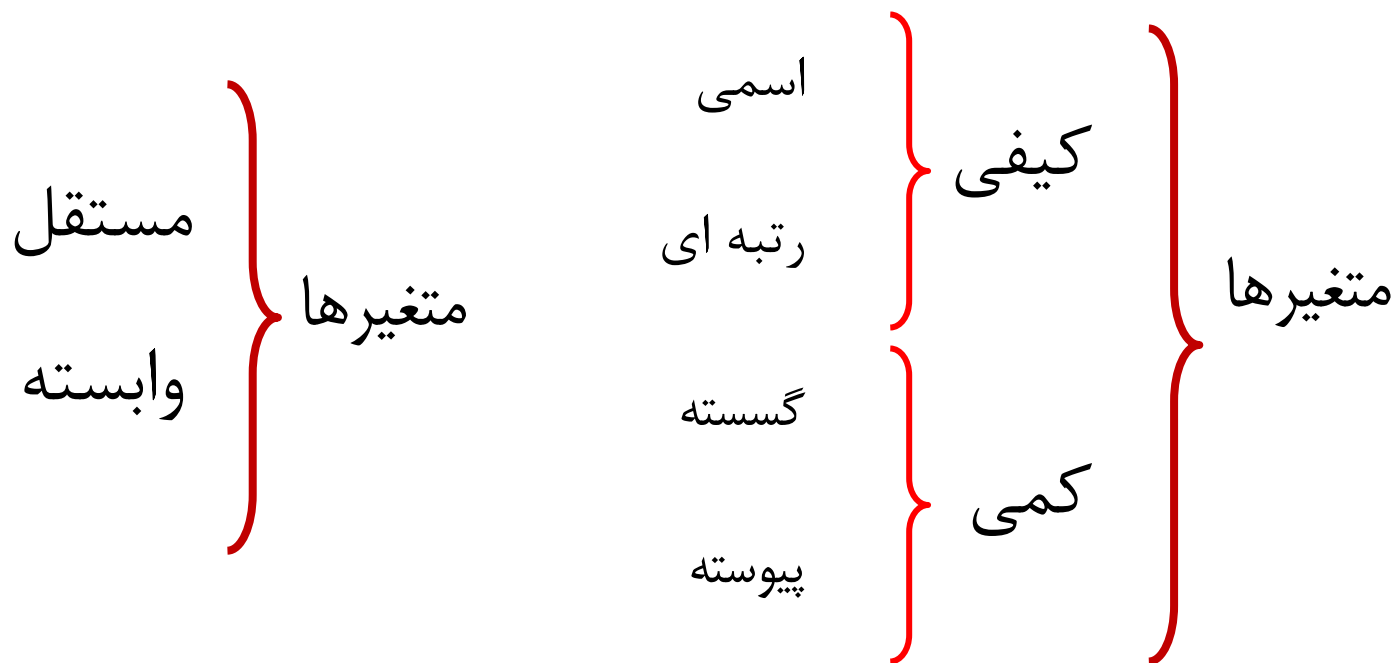 متغیرها
کیفی
اسمی
رتبه ای
کمی
گسسته
پیوسته
متغیرها
مستقل
وابسته